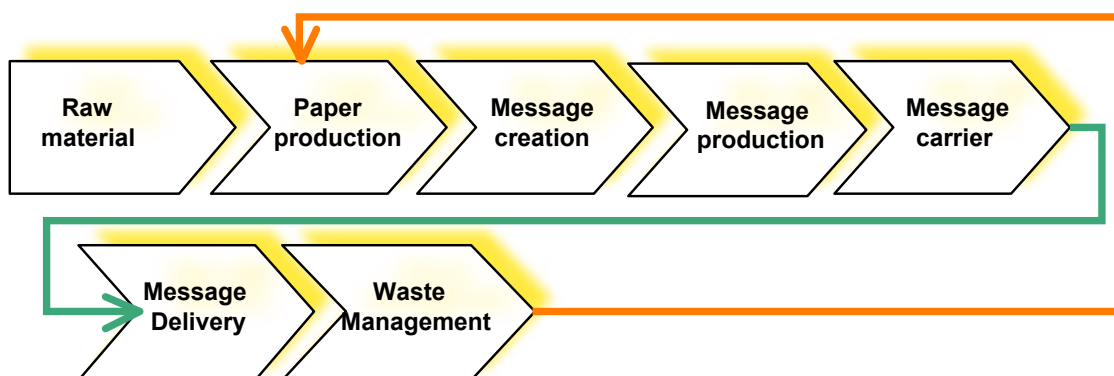 Raw
material
Paper
production
Message
creation
Message
production
Message
carrier
Message
Delivery
Waste
Management